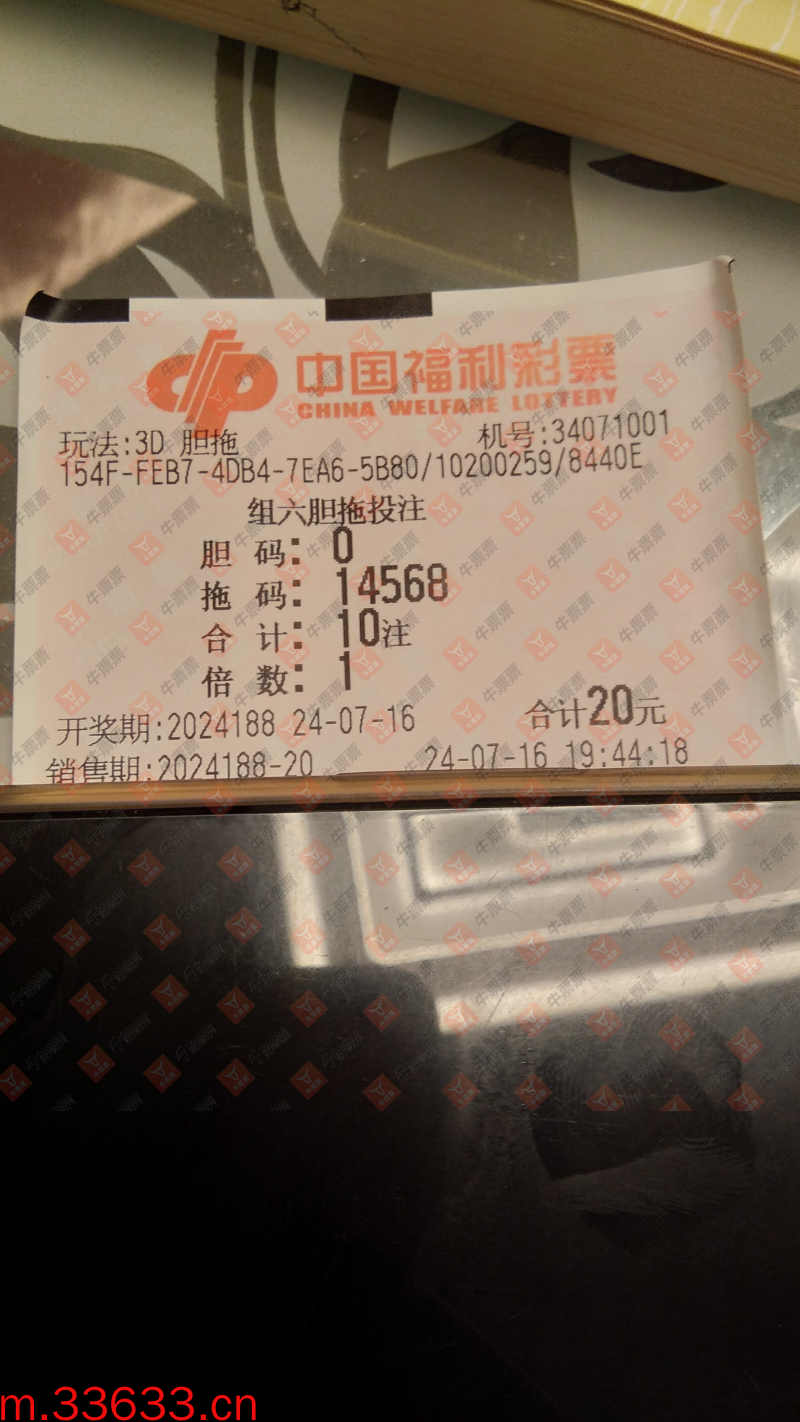 中国福利彩票
CHINA WELFARE LOTTERY
玩法:3D 胆拖 机号:34071001
154F-FEB7-4DB4-7EA6-5B80/10200259/8440E
组六胆拖投注
胆 码: 0
拖 码: 14568
合 计: 10注
倍 数: 1
开奖期:2024188 24-07-16 合计20元
销售期:2024188-20 24-07-16 19:44:18
牛票票
m.33633.cn